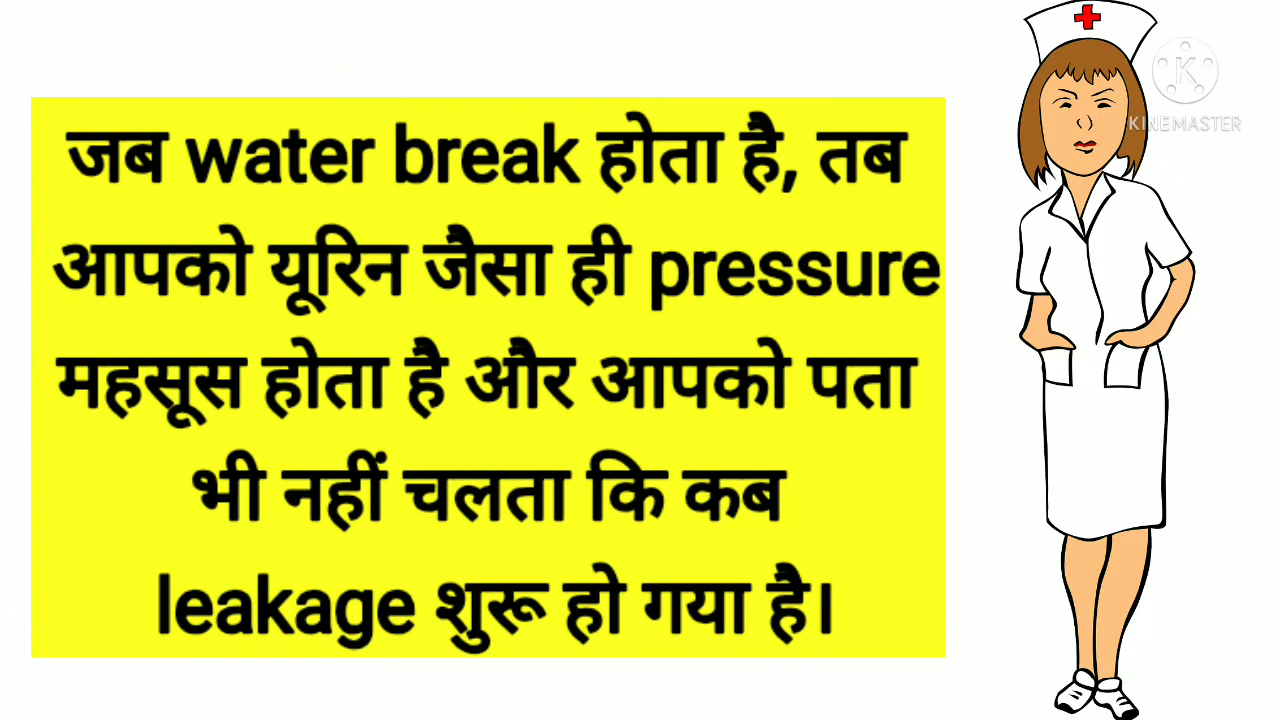 जब water break होता है, तब
आपको यूरिन जैसा ही pressure
महसूस होता है और आपको पता
भी नहीं चलता कि कब
leakage शुरू हो गया है।
K
KINEMASTER